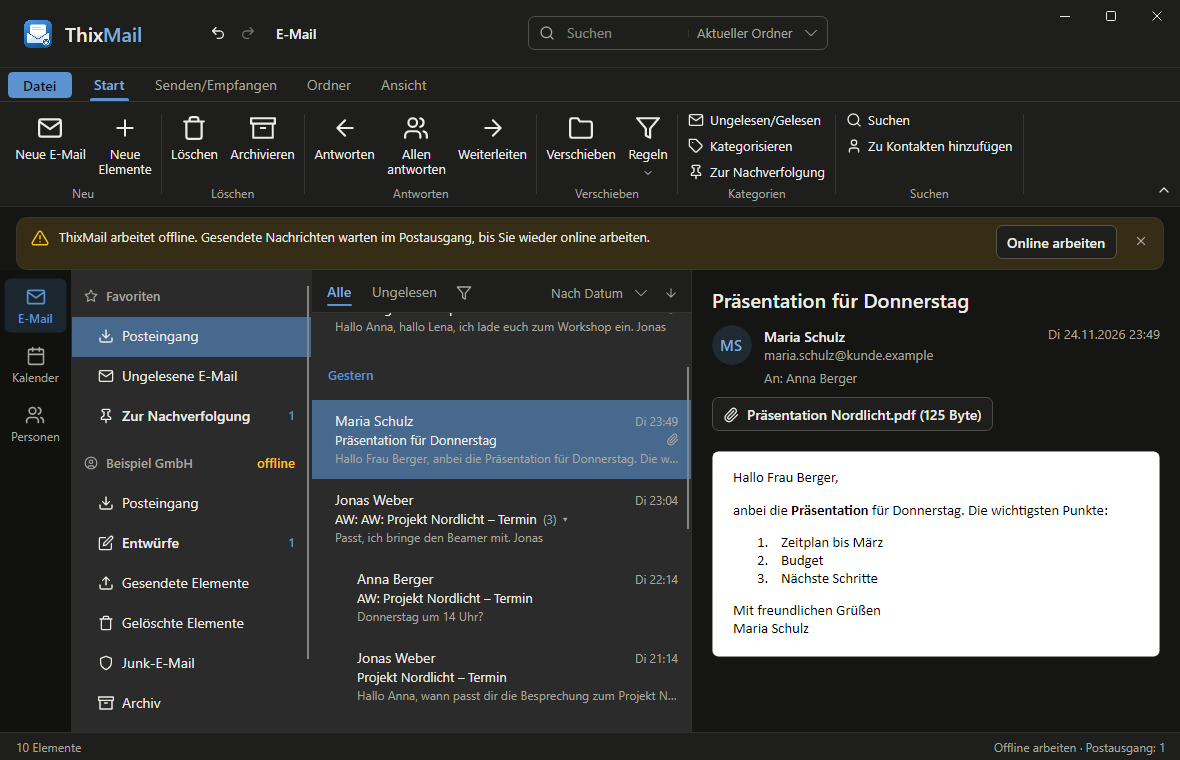 ThixMail
E-Mail
Suchen
Aktueller Ordner
Datei
Start
Senden/Empfangen
Ordner
Ansicht
Neue E-Mail
Neue
Elemente
Neu
Löschen
Archivieren
Löschen
Antworten
Allen
antworten
Weiterleiten
Antworten
Verschieben
Regeln
Verschieben
Ungelesen/Gelesen
Kategorisieren
Zur Nachverfolgung
Kategorien
Suchen
Zu Kontakten hinzufügen
Suchen
ThixMail arbeitet offline. Gesendete Nachrichten warten im Postausgang, bis Sie wieder online arbeiten.
Online arbeiten
E-Mail
Kalender
Personen
Favoriten
Posteingang
Ungelesene E-Mail
Zur Nachverfolgung 1
Beispiel GmbH offline
Posteingang
Entwürfe 1
Gesendete Elemente
Gelöschte Elemente
Junk-E-Mail
Archiv
Alle
Ungelesen
Nach Datum
Hallo Anna, hallo Lena, ich lade euch zum Workshop ein. Jonas
Gestern
Maria Schulz Di 23:49
Präsentation für Donnerstag
Hallo Frau Berger, anbei die Präsentation für Donnerstag. Die w...
Jonas Weber Di 23:04
AW: AW: Projekt Nordlicht – Termin (3)
Passt, ich bringe den Beamer mit. Jonas
Anna Berger Di 22:14
AW: Projekt Nordlicht – Termin
Donnerstag um 14 Uhr?
Jonas Weber Di 21:14
Projekt Nordlicht – Termin
Hallo Anna, wann passt dir die Besprechung zum Projekt N...
Präsentation für Donnerstag
MS
Maria Schulz Di 24.11.2026 23:49
maria.schulz@kunde.example
An: Anna Berger
Präsentation Nordlicht.pdf (125 Byte)
Hallo Frau Berger,
anbei die Präsentation für Donnerstag. Die wichtigsten Punkte:
1. Zeitplan bis März
2. Budget
3. Nächste Schritte
Mit freundlichen Grüßen
Maria Schulz
10 Elemente
Offline arbeiten · Postausgang: 1